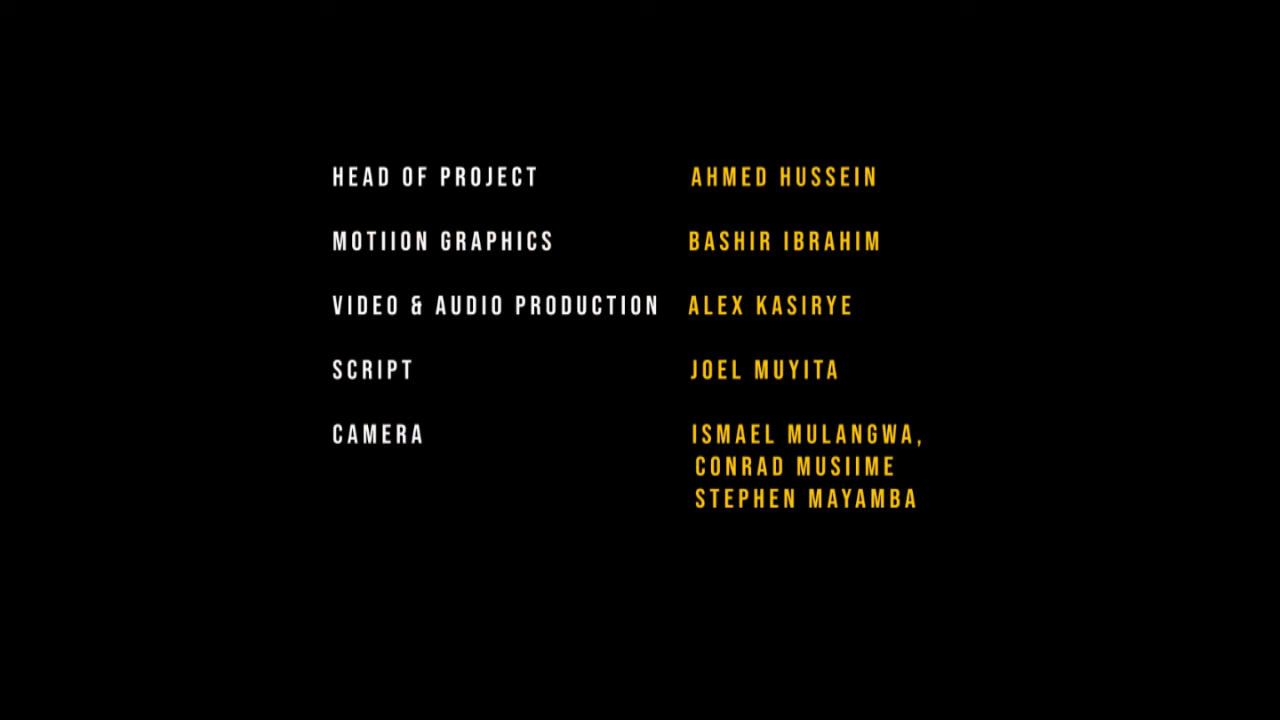 HEAD OF PROJECT AHMED HUSSEIN
MOTIION GRAPHICS BASHIR IBRAHIM
VIDEO & AUDIO PRODUCTION ALEX KASIRYE
SCRIPT JOEL MUYITA
CAMERA ISMAEL MULANGWA,
CONRAD MUSIIME
STEPHEN MAYAMBA